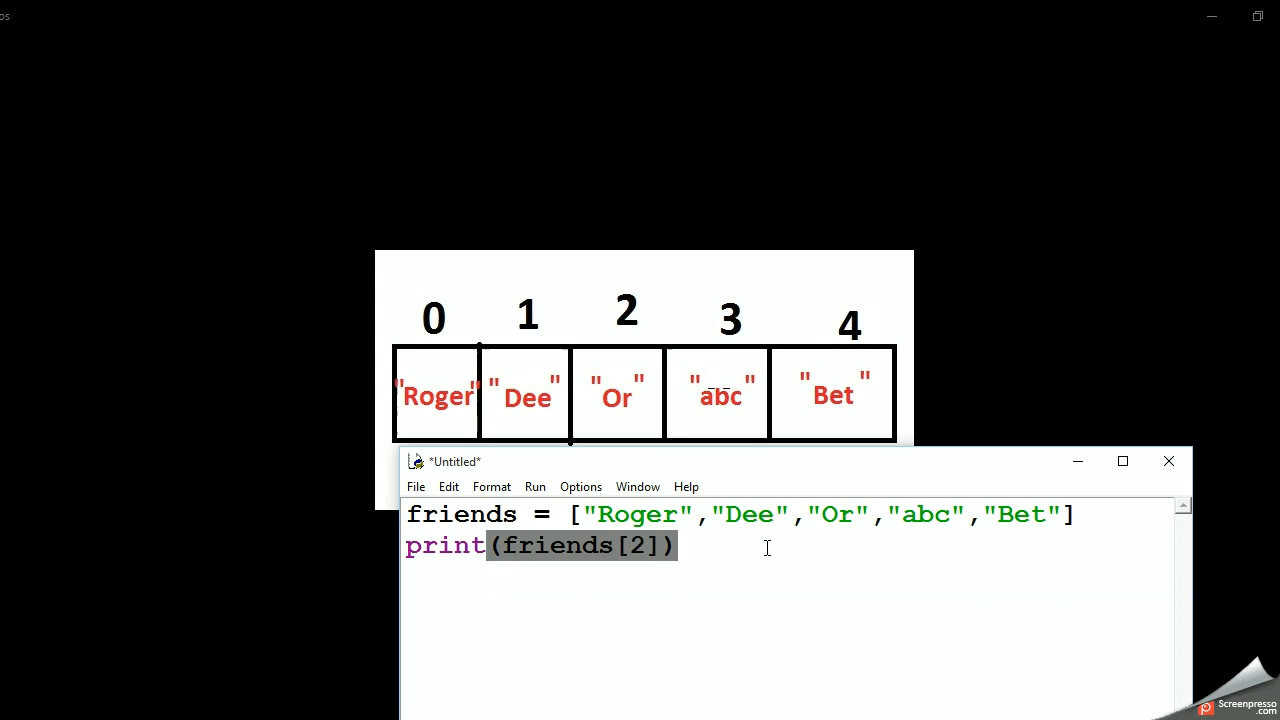 os
0 1 2 3 4
"Roger" "Dee" "Or" "abc" "Bet"
*Untitled*
File Edit Format Run Options Window Help
friends = ["Roger","Dee","Or","abc","Bet"]
print(friends[2])
Screenpresso
.com